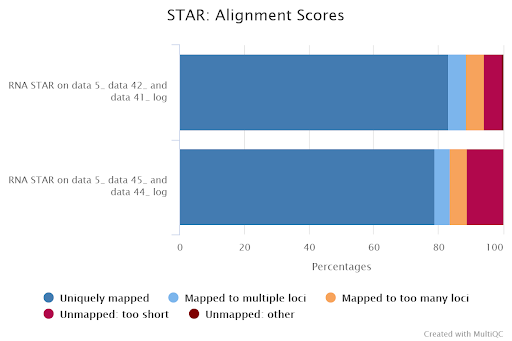 STAR: Alignment Scores
RNA STAR on data 5_ data 42_ and
data 41_ log
RNA STAR on data 5_ data 45_ and
data 44_ log
0 20 40 60 80 100
Percentages
Uniquely mapped Mapped to multiple loci Mapped to too many loci
Unmapped: too short Unmapped: other
Created with MultiQC